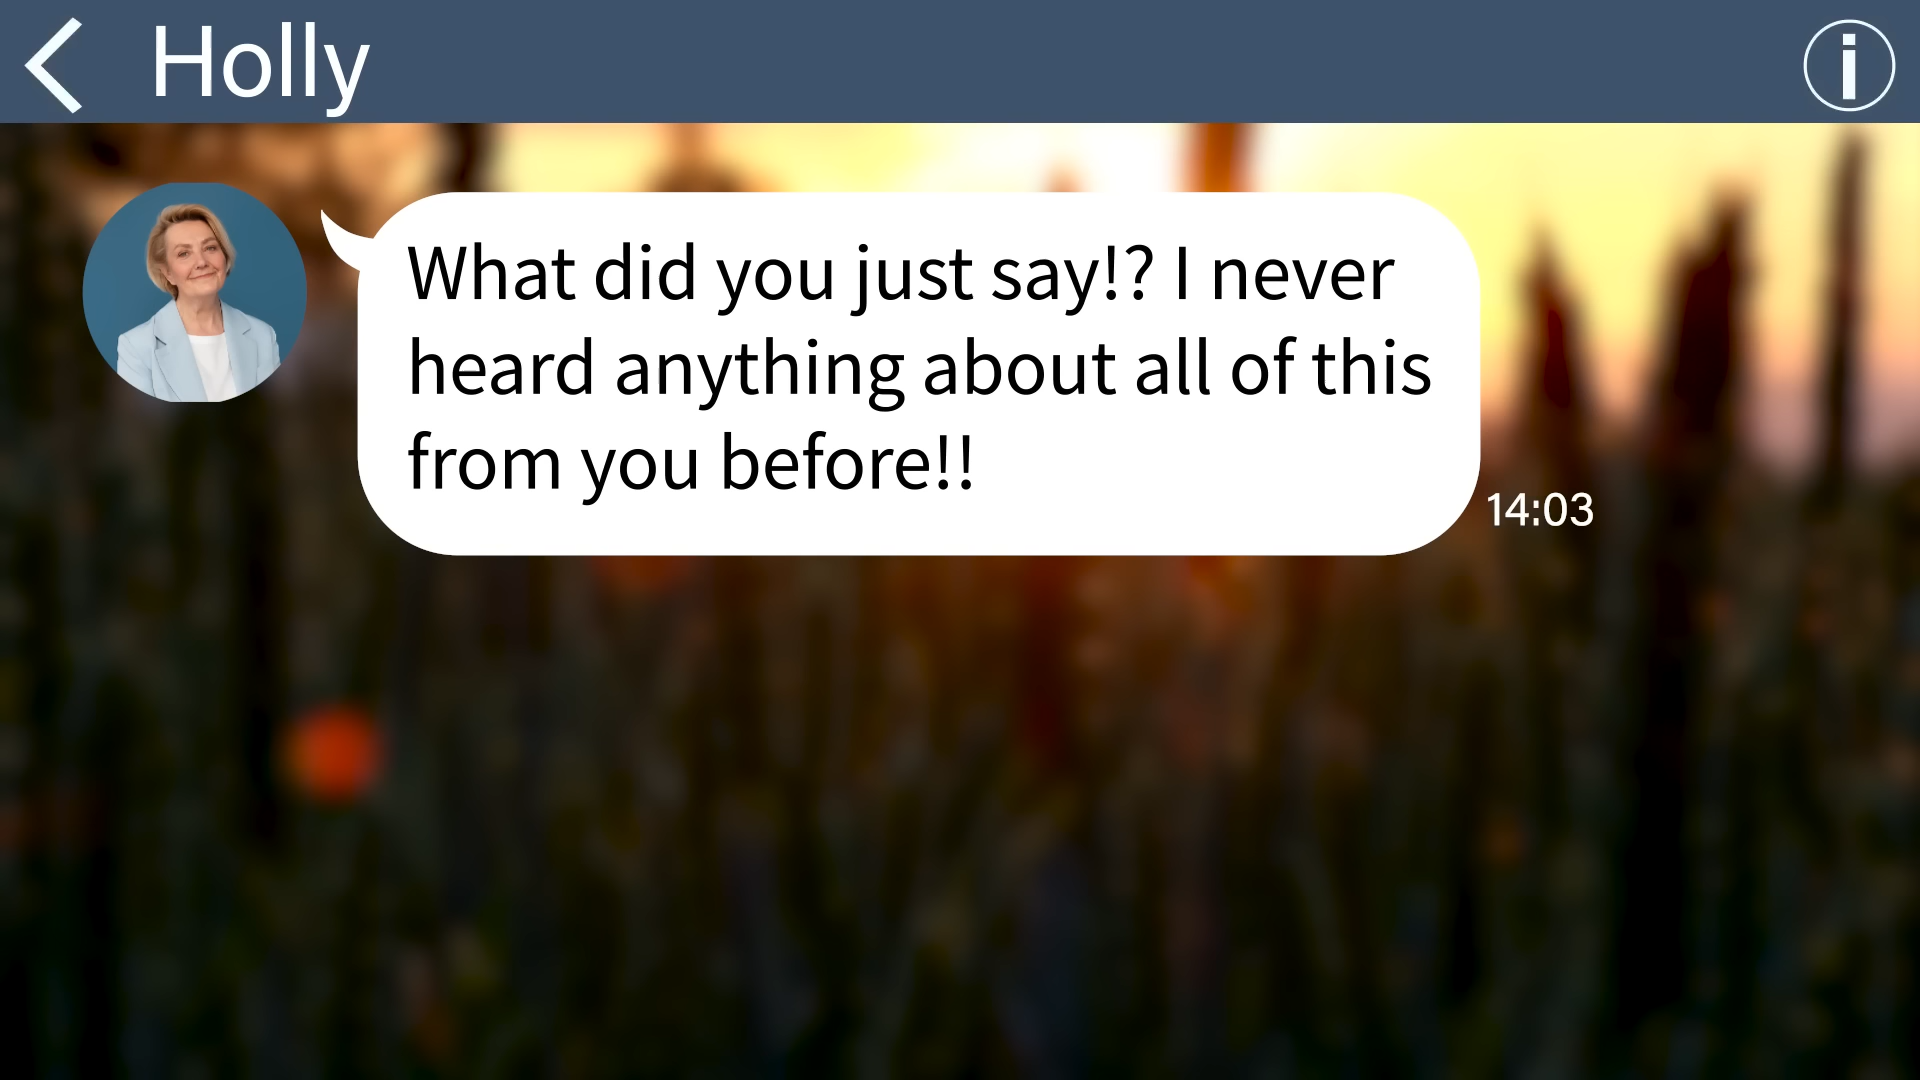 Holly
What did you just say!? I never
heard anything about all of this
from you before!!
14:03